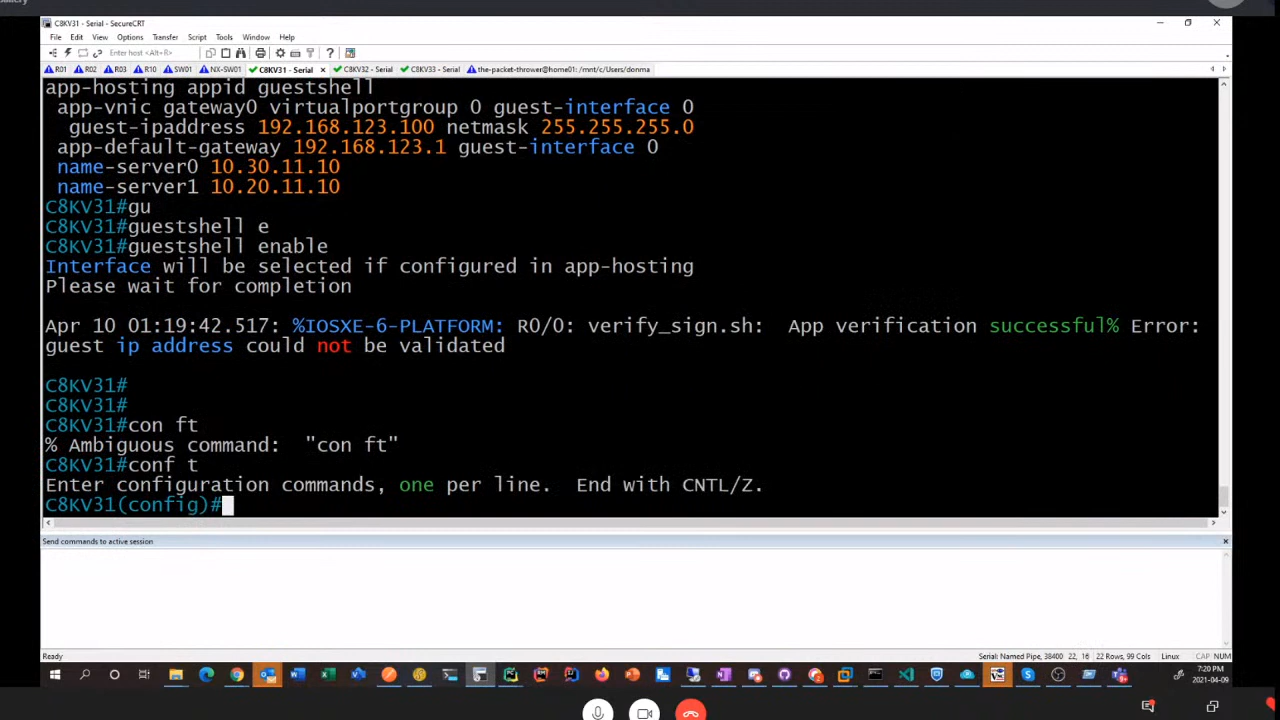 C8KV31 - Serial - SecureCRT
File Edit View Options Transfer Script Tools Window Help
Enter host <Alt+R>
R01 R02 R03 R10 SW01 NX-SW01 C8KV31 - Serial × C8KV32 - Serial C8KV33 - Serial the-packet-thrower@home01: /mnt/c/Users/donma
app-hosting appid guestshell
app-vnic gateway0 virtualportgroup 0 guest-interface 0
guest-ipaddress 192.168.123.100 netmask 255.255.255.0
app-default-gateway 192.168.123.1 guest-interface 0
name-server0 10.30.11.10
name-server1 10.20.11.10
C8KV31#gu
C8KV31#guestshell e
C8KV31#guestshell enable
Interface will be selected if configured in app-hosting
Please wait for completion
Apr 10 01:19:42.517: %IOSXE-6-PLATFORM: R0/0: verify_sign.sh:  App verification successful% Error:
guest ip address could not be validated
C8KV31#
C8KV31#
C8KV31#con ft
% Ambiguous command:  "con ft"
C8KV31#conf t
Enter configuration commands, one per line.  End with CNTL/Z.
C8KV31(config)#
Send commands to active session
Ready
Serial: Named Pipe, 38400 22, 16 22 Rows, 99 Cols Linux CAP NUM
7:20 PM
2021-04-09